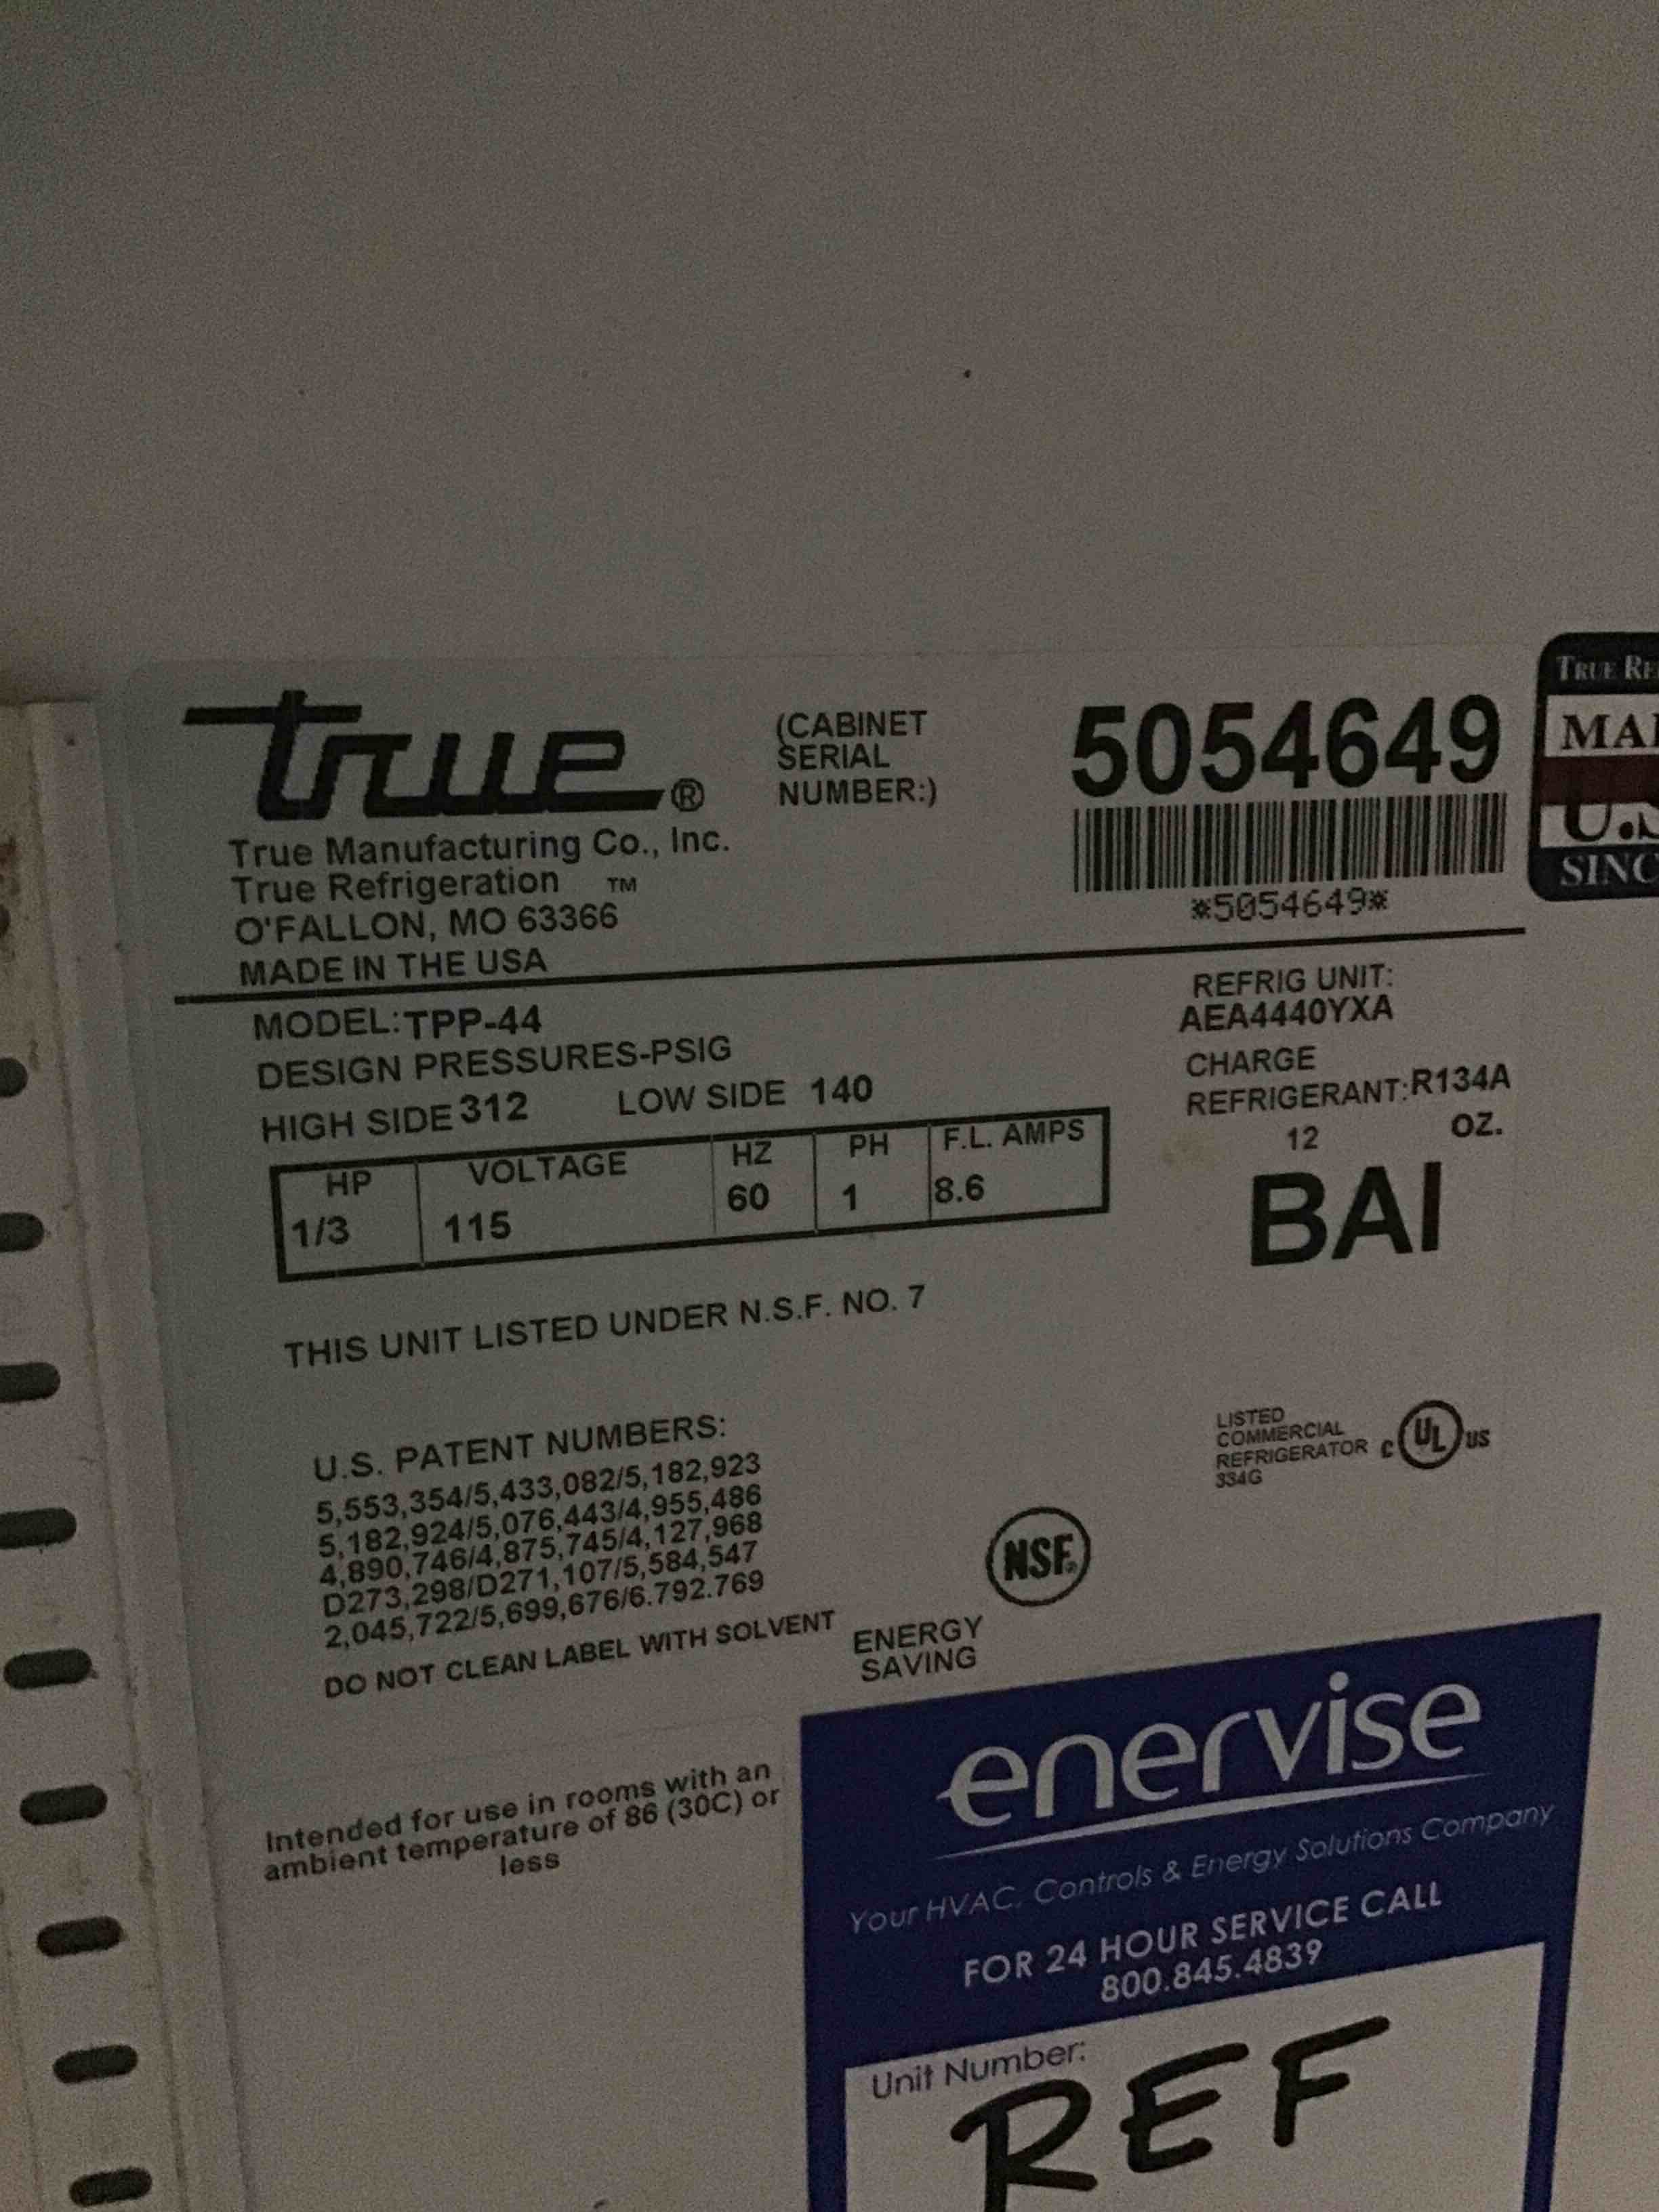 true®
True Manufacturing Co., Inc.
True Refrigeration ™
O'FALLON, MO 63366
MADE IN THE USA
(CABINET
SERIAL
NUMBER:)
5054649
*5054649*
TRUE
MA
U.S
SINC
MODEL:TPP-44
DESIGN PRESSURES-PSIG
HIGH SIDE 312 LOW SIDE 140
REFRIG UNIT:
AEA4440YXA
CHARGE
REFRIGERANT:R134A
12 OZ.
BAI
HP VOLTAGE HZ PH F.L. AMPS
1/3 115 60 1 8.6
THIS UNIT LISTED UNDER N.S.F. NO. 7
U.S. PATENT NUMBERS:
5,553,354/5,433,082/5,182,923
5,182,924/5,076,443/4,955,486
4,890,746/4,875,745/4,127,968
D273,298/D271,107/5,584,547
2,045,722/5,699,676/6.792.769
DO NOT CLEAN LABEL WITH SOLVENT
LISTED
COMMERCIAL
REFRIGERATOR
334G
C UL US
NSF®
ENERGY
SAVING
Intended for use in rooms with an
ambient temperature of 86 (30C) or
less
enervise
Your HVAC, Controls & Energy Solutions Company
FOR 24 HOUR SERVICE CALL
800.845.4839
Unit Number:
REF